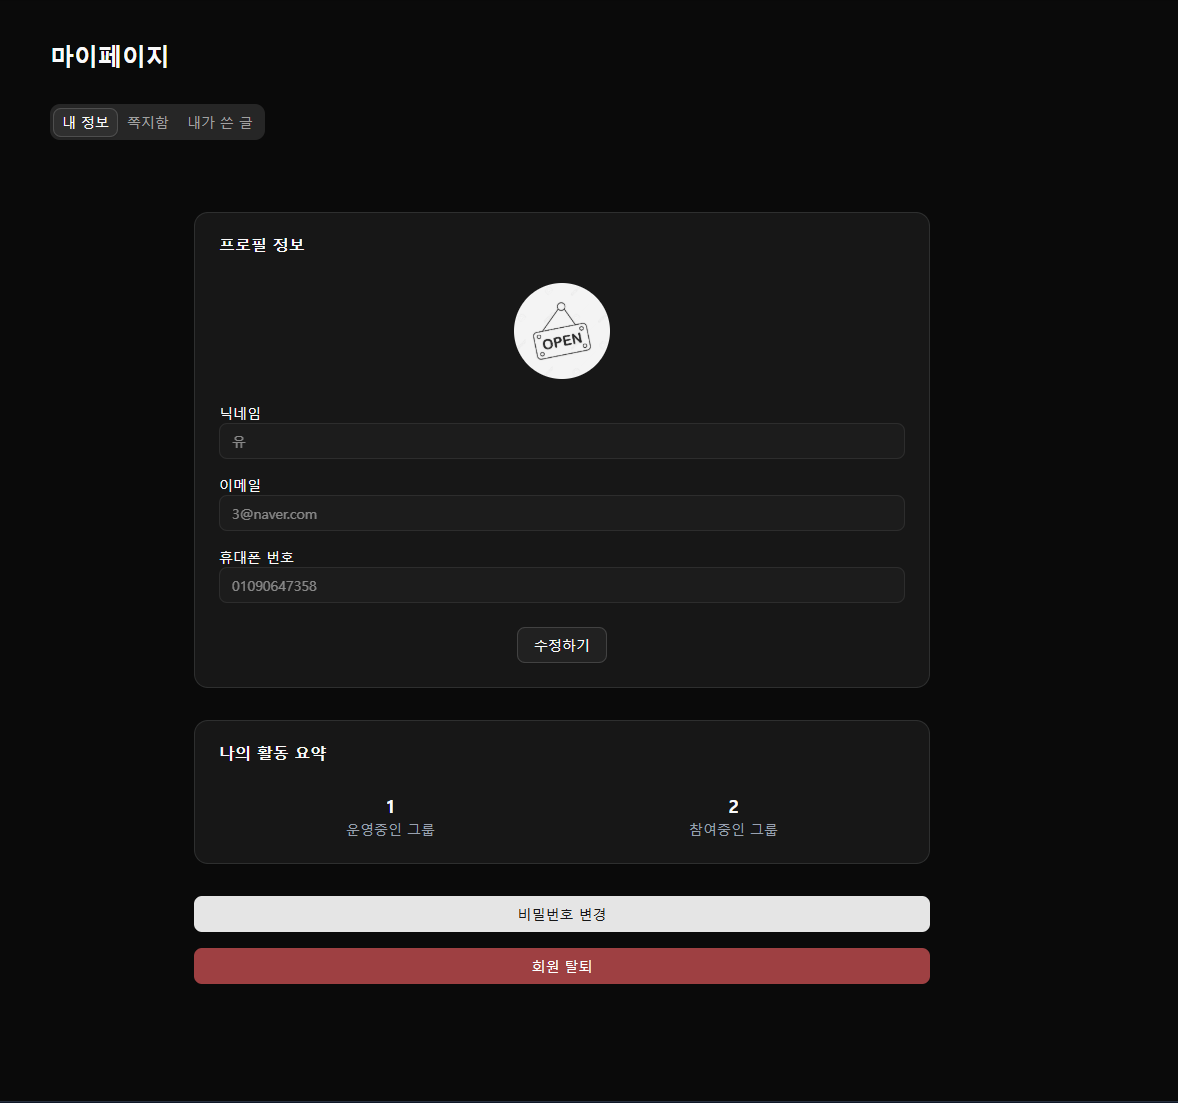 마이페이지
내 정보 쪽지함 내가 쓴 글
프로필 정보
OPEN
닉네임
유
이메일
3@naver.com
휴대폰 번호
01090647358
수정하기
나의 활동 요약
1 2
운영중인 그룹 참여중인 그룹
비밀번호 변경
회원 탈퇴